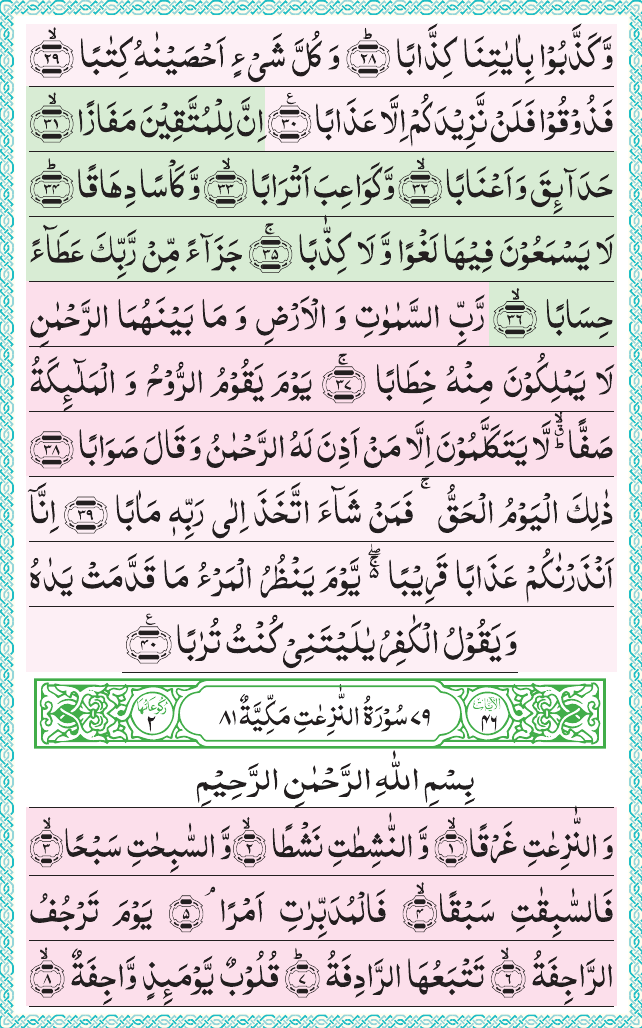 وَّكَذَّبُوۡا بِاٰيٰتِنَا كِذَّابًا ؕ‏ ﴿۲۸﴾ وَ كُلَّ شَىۡءٍ اَحۡصَيۡنٰهُ كِتٰبًا ۙ‏ ﴿۲۹﴾
فَذُوۡقُوۡا فَلَنۡ نَّزِيۡدَكُمۡ اِلَّا عَذَابًا ﴿۳۰﴾ ع اِنَّ لِلۡمُتَّقِيۡنَ مَفَازًا ۙ‏ ﴿۳۱﴾
حَدَآئِقَ وَ اَعۡنَابًا ۙ‏ ﴿۳۲﴾ وَّكَوَاعِبَ اَتۡرَابًا ۙ‏ ﴿۳۳﴾ وَّكَاۡسًا دِهَاقًا ؕ‏ ﴿۳۴﴾
لَا يَسۡمَعُوۡنَ فِيۡهَا لَغۡوًا وَّلَا كِذّٰبًا ۚ‏ ﴿۳۵﴾ جَزَآءً مِّنۡ رَّبِّكَ عَطَآءً
حِسَابًا ۙ‏ ﴿۳۶﴾ رَّبِّ السَّمٰوٰتِ وَ الۡاَرۡضِ وَ مَا بَيۡنَهُمَا الرَّحۡمٰنِ
لَا يَمۡلِكُوۡنَ مِنۡهُ خِطَابًا ۚ‏ ﴿۳۷﴾ يَوۡمَ يَقُوۡمُ الرُّوۡحُ وَ الۡمَلٰٓئِكَةُ
صَفًّا ؕۙ لَّا يَتَكَلَّمُوۡنَ اِلَّا مَنۡ اَذِنَ لَهُ الرَّحۡمٰنُ وَ قَالَ صَوَابًا ﴿۳۸﴾
ذٰلِكَ الۡيَوۡمُ الۡحَقُّ ۚ فَمَنۡ شَآءَ اتَّخَذَ اِلٰى رَبِّهٖ مَاٰبًا ﴿۳۹﴾ اِنَّاۤ
اَنۡذَرۡنٰكُمۡ عَذَابًا قَرِيۡبًا ۖۚ يَّوۡمَ يَنۡظُرُ الۡمَرۡءُ مَا قَدَّمَتۡ يَدٰهُ
وَ يَقُوۡلُ الۡكٰفِرُ يٰلَيۡتَنِىۡ كُنۡتُ تُرٰبًا ﴿۴۰﴾ ع
اٰیاتہا ۴۶ ۷۹ سُوۡرَةُ النّٰزِعٰتِ مَكِّيَّةٌ ۸۱ رکوعاتہا ۲
بِسۡمِ اللّٰهِ الرَّحۡمٰنِ الرَّحِيۡمِ
وَالنّٰزِعٰتِ غَرۡقًا ۙ‏ ﴿۱﴾ وَّالنّٰشِطٰتِ نَشۡطًا ۙ‏ ﴿۲﴾ وَّالسّٰبِحٰتِ سَبۡحًا ۙ‏ ﴿۳﴾
فَالسّٰبِقٰتِ سَبۡقًا ۙ‏ ﴿۴﴾ فَالۡمُدَبِّرٰتِ اَمۡرًا ۘ‏ ﴿۵﴾ يَوۡمَ تَرۡجُفُ
الرَّاجِفَةُ ۙ‏ ﴿۶﴾ تَتۡبَعُهَا الرَّادِفَةُ ؕ‏ ﴿۷﴾ قُلُوۡبٌ يَّوۡمَئِذٍ وَّاجِفَةٌ ۙ‏ ﴿۸﴾